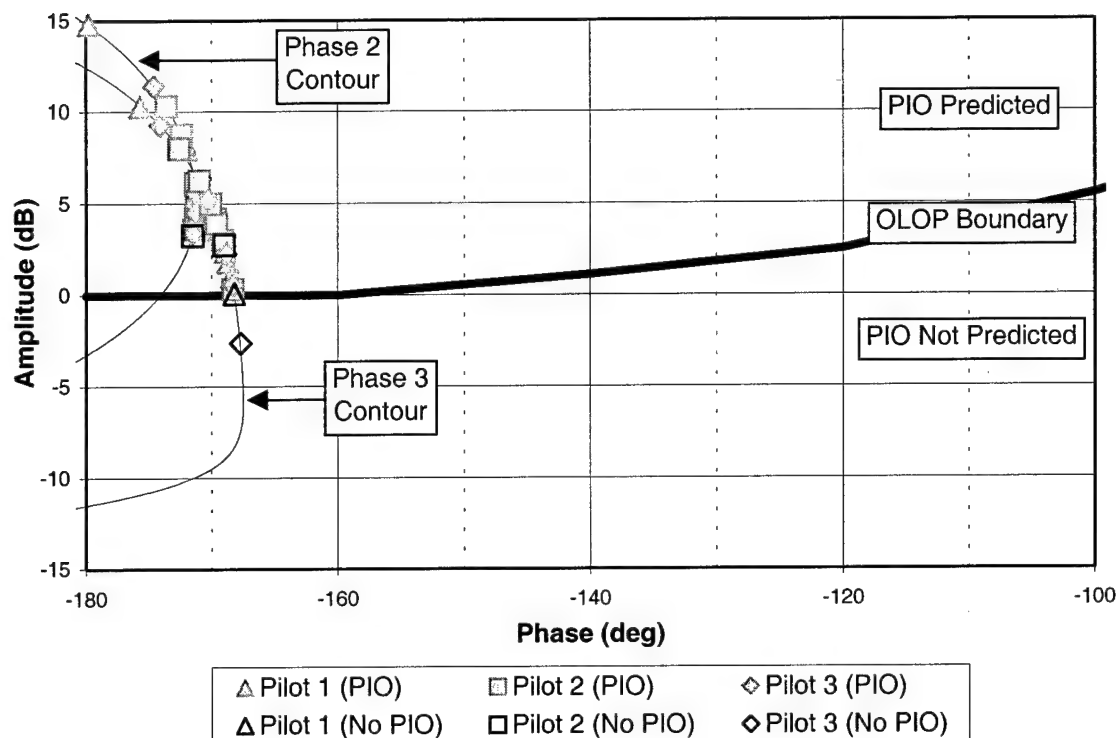 15
10
5
0
-5
-10
-15
Amplitude (dB)
Phase 2
Contour
PIO Predicted
OLOP Boundary
PIO Not Predicted
Phase 3
Contour
-180
-160
-140
-120
-100
Phase (deg)
Pilot 1 (PIO)
Pilot 2 (PIO)
Pilot 3 (PIO)
Pilot 1 (No PIO)
Pilot 2 (No PIO)
Pilot 3 (No PIO)